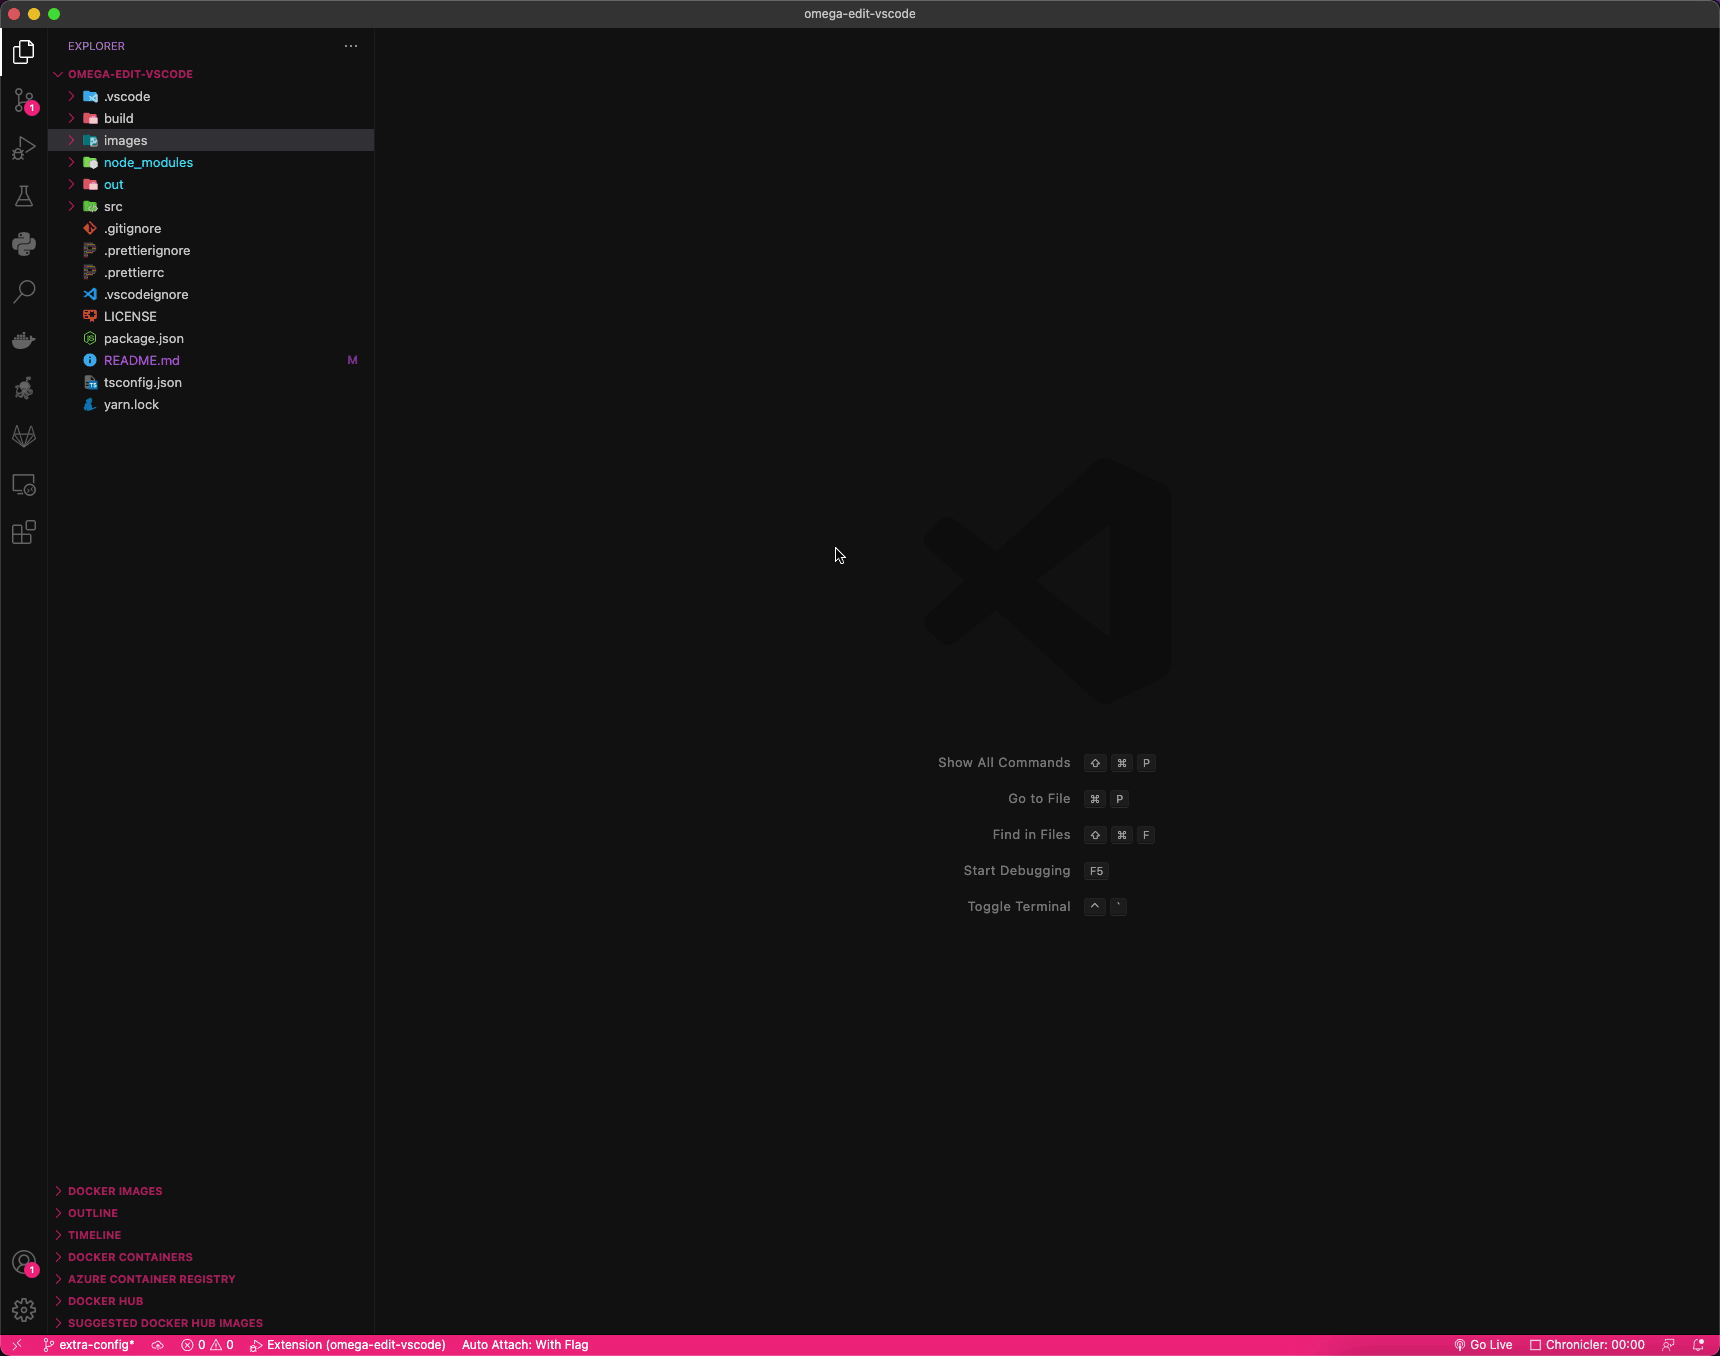 omega-edit-vscode
EXPLORER
OMEGA-EDIT-VSCODE
.vscode
build
images
node_modules
out
src
.gitignore
.prettierignore
.prettierrc
.vscodeignore
LICENSE
package.json
README.md M
tsconfig.json
yarn.lock
1
Show All Commands ⇧ ⌘ P
Go to File ⌘ P
Find in Files ⇧ ⌘ F
Start Debugging F5
Toggle Terminal ^ `
DOCKER IMAGES
OUTLINE
TIMELINE
DOCKER CONTAINERS
AZURE CONTAINER REGISTRY
DOCKER HUB
SUGGESTED DOCKER HUB IMAGES
1
extra-config* 0 0 Extension (omega-edit-vscode) Auto Attach: With Flag Go Live Chronicler: 00:00